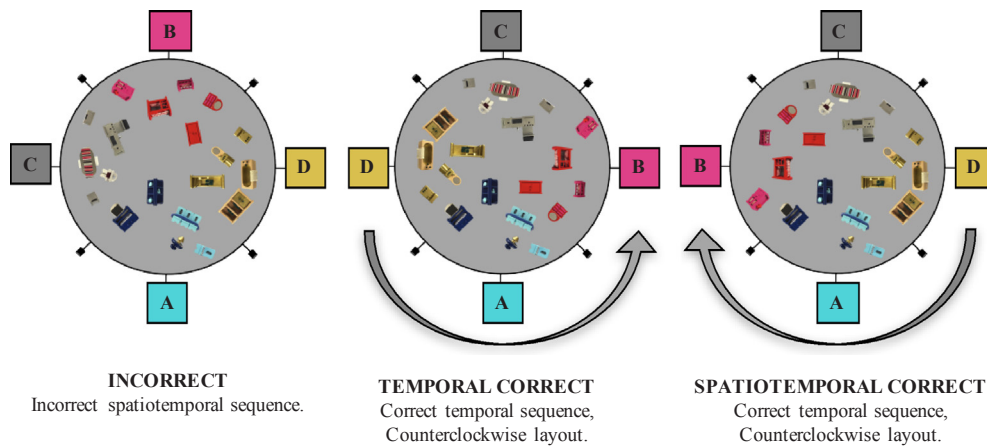 B
C
D
A
INCORRECT
Incorrect spatiotemporal sequence.
C
D
B
A
TEMPORAL CORRECT
Correct temporal sequence,
Counterclockwise layout.
C
B
D
A
SPATIOTEMPORAL CORRECT
Correct temporal sequence,
Counterclockwise layout.